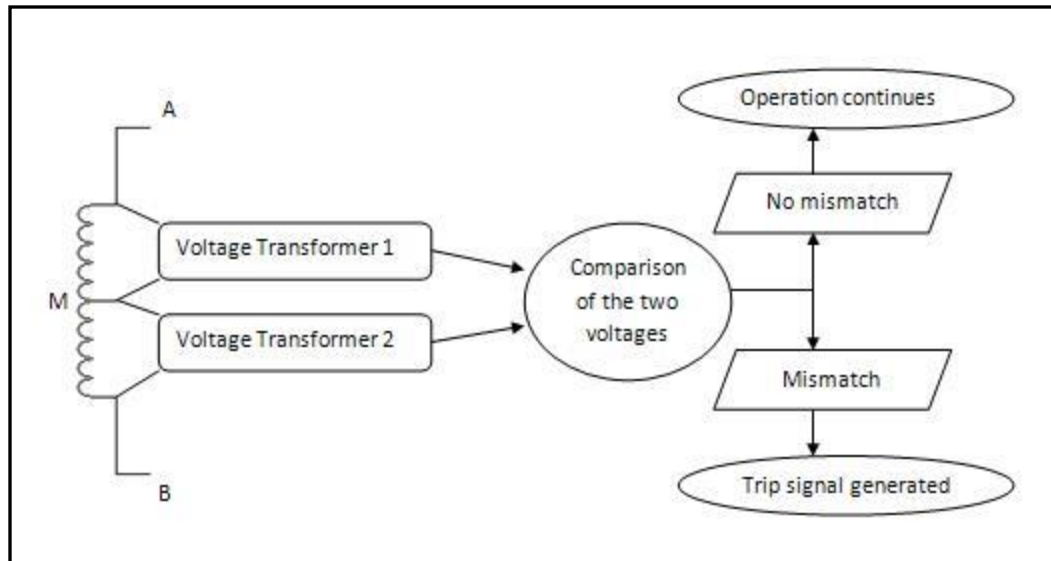 A
Voltage Transformer 1
M
Voltage Transformer 2
B
Comparison
of the two
voltages
Operation continues
No mismatch
Mismatch
Trip signal generated